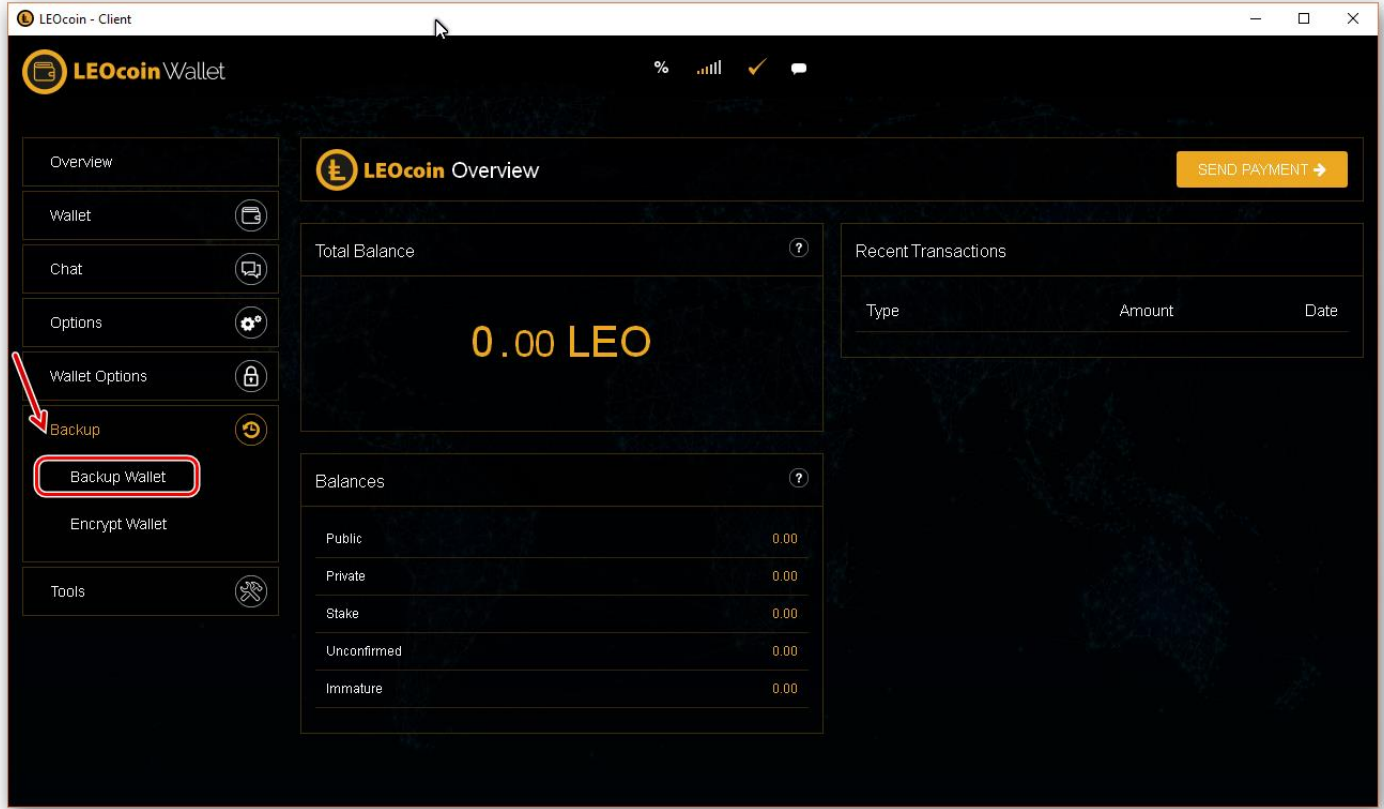 LEOcoin - Client
LEOcoin Wallet
%
Overview
Wallet
Chat
Options
Wallet Options
Backup
Backup Wallet
Encrypt Wallet
Tools
LEOcoin Overview
SEND PAYMENT
Total Balance ?
0.00 LEO
Balances ?
Public 0.00
Private 0.00
Stake 0.00
Unconfirmed 0.00
Immature 0.00
Recent Transactions
Type Amount Date